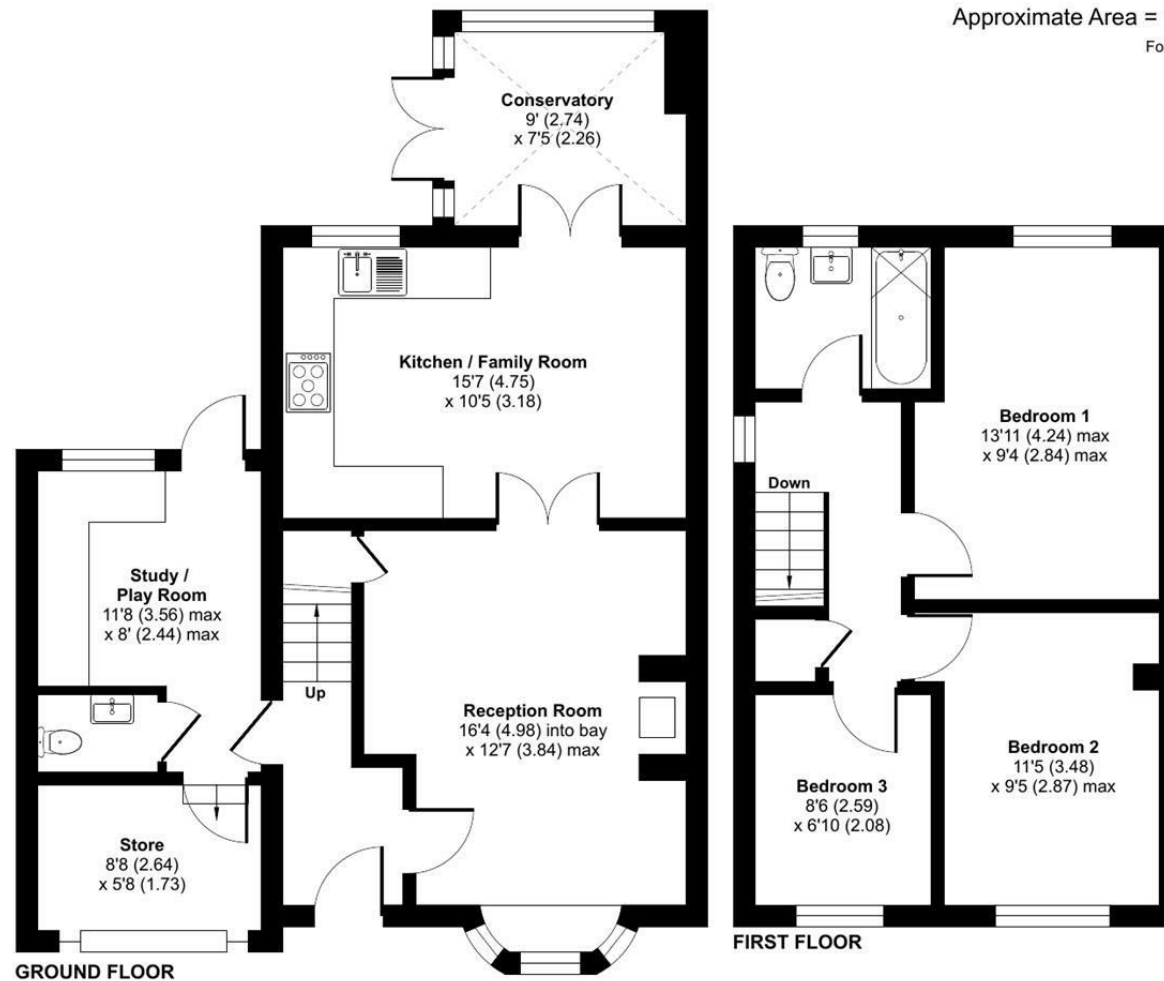 Approximate Area =
Fo
Conservatory
9' (2.74)
x 7'5 (2.26)
Kitchen / Family Room
15'7 (4.75)
x 10'5 (3.18)
Study /
Play Room
11'8 (3.56) max
x 8' (2.44) max
Up
Reception Room
16'4 (4.98) into bay
x 12'7 (3.84) max
Store
8'8 (2.64)
x 5'8 (1.73)
GROUND FLOOR
Bedroom 1
13'11 (4.24) max
x 9'4 (2.84) max
Down
Bedroom 2
11'5 (3.48)
x 9'5 (2.87) max
Bedroom 3
8'6 (2.59)
x 6'10 (2.08)
FIRST FLOOR